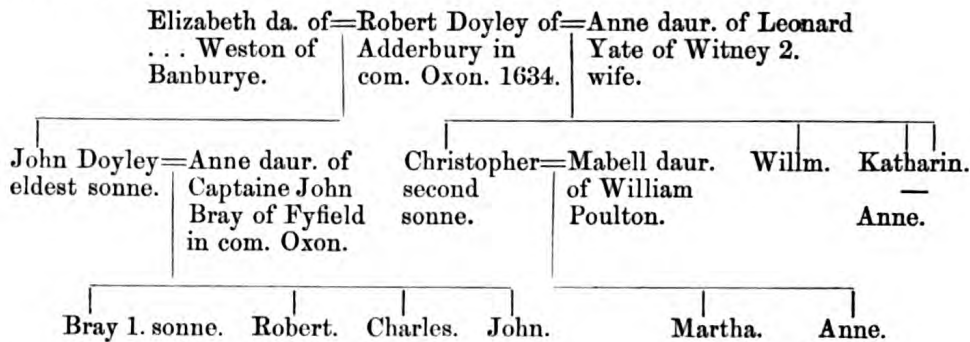 Elizabeth da. of=Robert Doyley of=Anne daur. of Leonard
. . . Weston of Adderbury in Yate of Witney 2.
Banburye. com. Oxon. 1634. wife.
John Doyley=Anne daur. of Christopher=Mabell daur. Willm. Katharin.
eldest sonne. Captaine John second of William —
Bray of Fyfield sonne. Poulton. Anne.
in com. Oxon.
Bray 1. sonne. Robert. Charles. John. Martha. Anne.